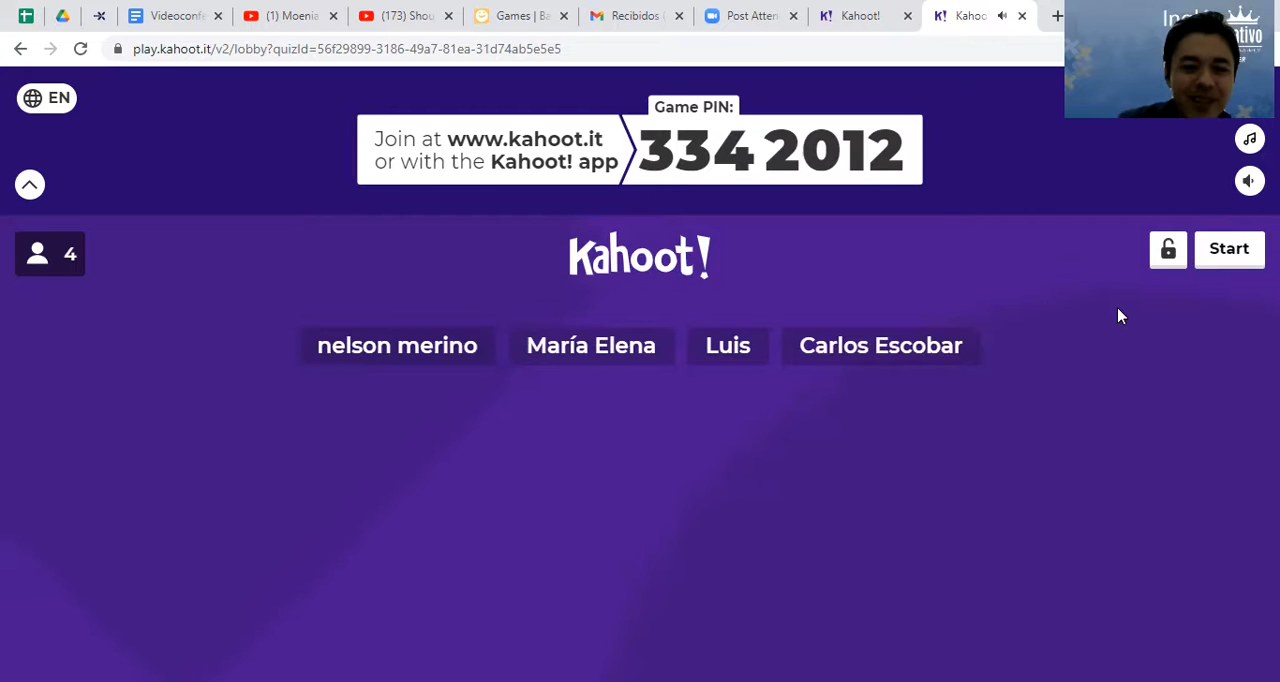 Videoconf
(1) Moenia
(173) Shou
Games | Ba
Recibidos
Post Atten
Kahoot!
Kahoo
play.kahoot.it/v2/lobby?quizId=56f29899-3186-49a7-81ea-31d74ab5e5e5
EN
Game PIN:
Join at www.kahoot.it
or with the Kahoot! app
334 2012
4
Kahoot!
Start
nelson merino
María Elena
Luis
Carlos Escobar